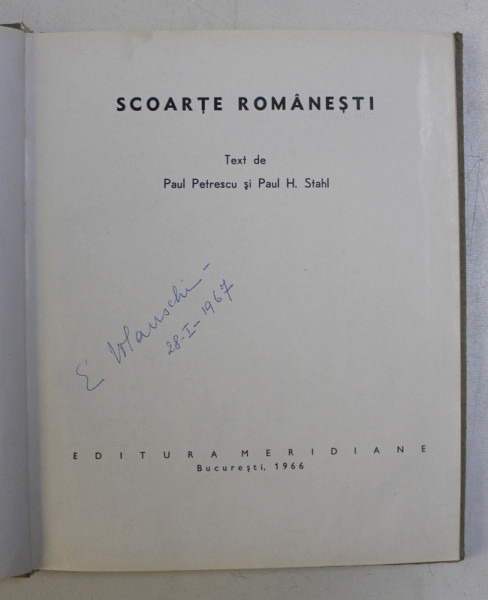 SCOARȚE ROMÂNEȘTI
Text de
Paul Petrescu și Paul H. Stahl
E
28-I-1967
EDITURA MERIDIANE
București, 1966